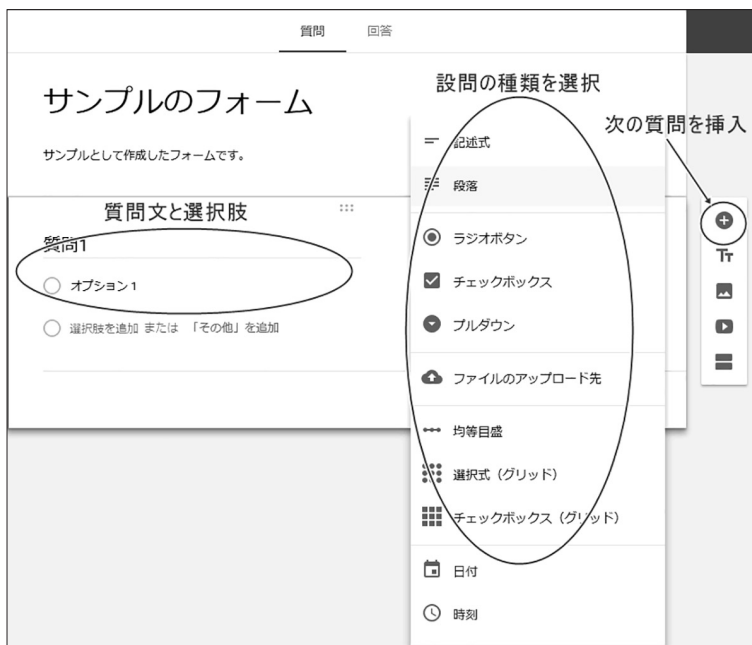 質問 回答
サンプルのフォーム
サンプルとして作成したフォームです。
質問文と選択肢
質問1
オプション 1
選択肢を追加 または 「その他」を追加
設問の種類を選択
記述式
段落
ラジオボタン
チェックボックス
プルダウン
ファイルのアップロード先
均等目盛
選択式（グリッド）
チェックボックス（グリッド）
日付
時刻
次の質問を挿入
Tт